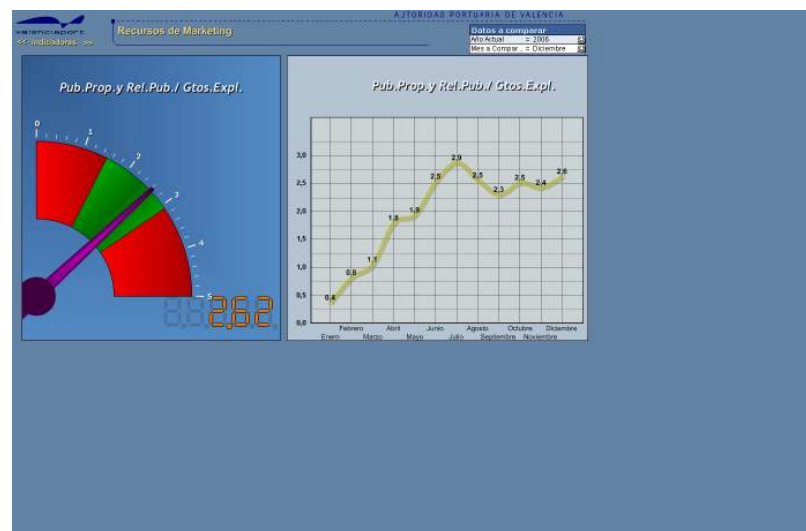 AUTORIDAD PORTUARIA DE VALENCIA
valenciaport
<< Indicadores >>
Recursos de Marketing
Datos a comparar
Año Actual = 2006
Mes a Compar.. = Diciembre
Pub.Prop.y Rel.Pub./ Gtos.Expl.
0
1
2
3
4
5
2,62
Pub.Prop.y Rel.Pub./ Gtos.Expl.
3,0
2,5
2,0
1,5
1,0
0,5
0,0
0,4
0,8
1,1
1,8
1,9
2,5
2,9
2,5
2,3
2,5
2,4
2,6
Febrero Abril Junio Agosto Octubre Diciembre
Enero Marzo Mayo Julio Septiembre Noviembre